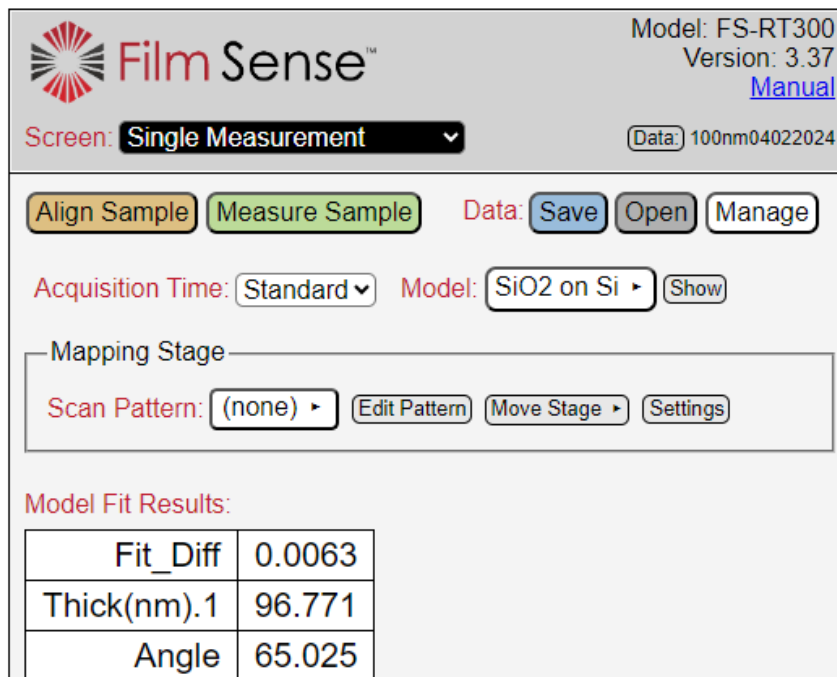 Film Sense™
Model: FS-RT300
Version: 3.37
Manual
Screen: Single Measurement
Data: 100nm04022024
Align Sample Measure Sample Data: Save Open Manage
Acquisition Time: Standard Model: SiO2 on Si ▸ Show
Mapping Stage
Scan Pattern: (none) ▸ Edit Pattern Move Stage ▸ Settings
Model Fit Results:
Fit_Diff 0.0063
Thick(nm).1 96.771
Angle 65.025